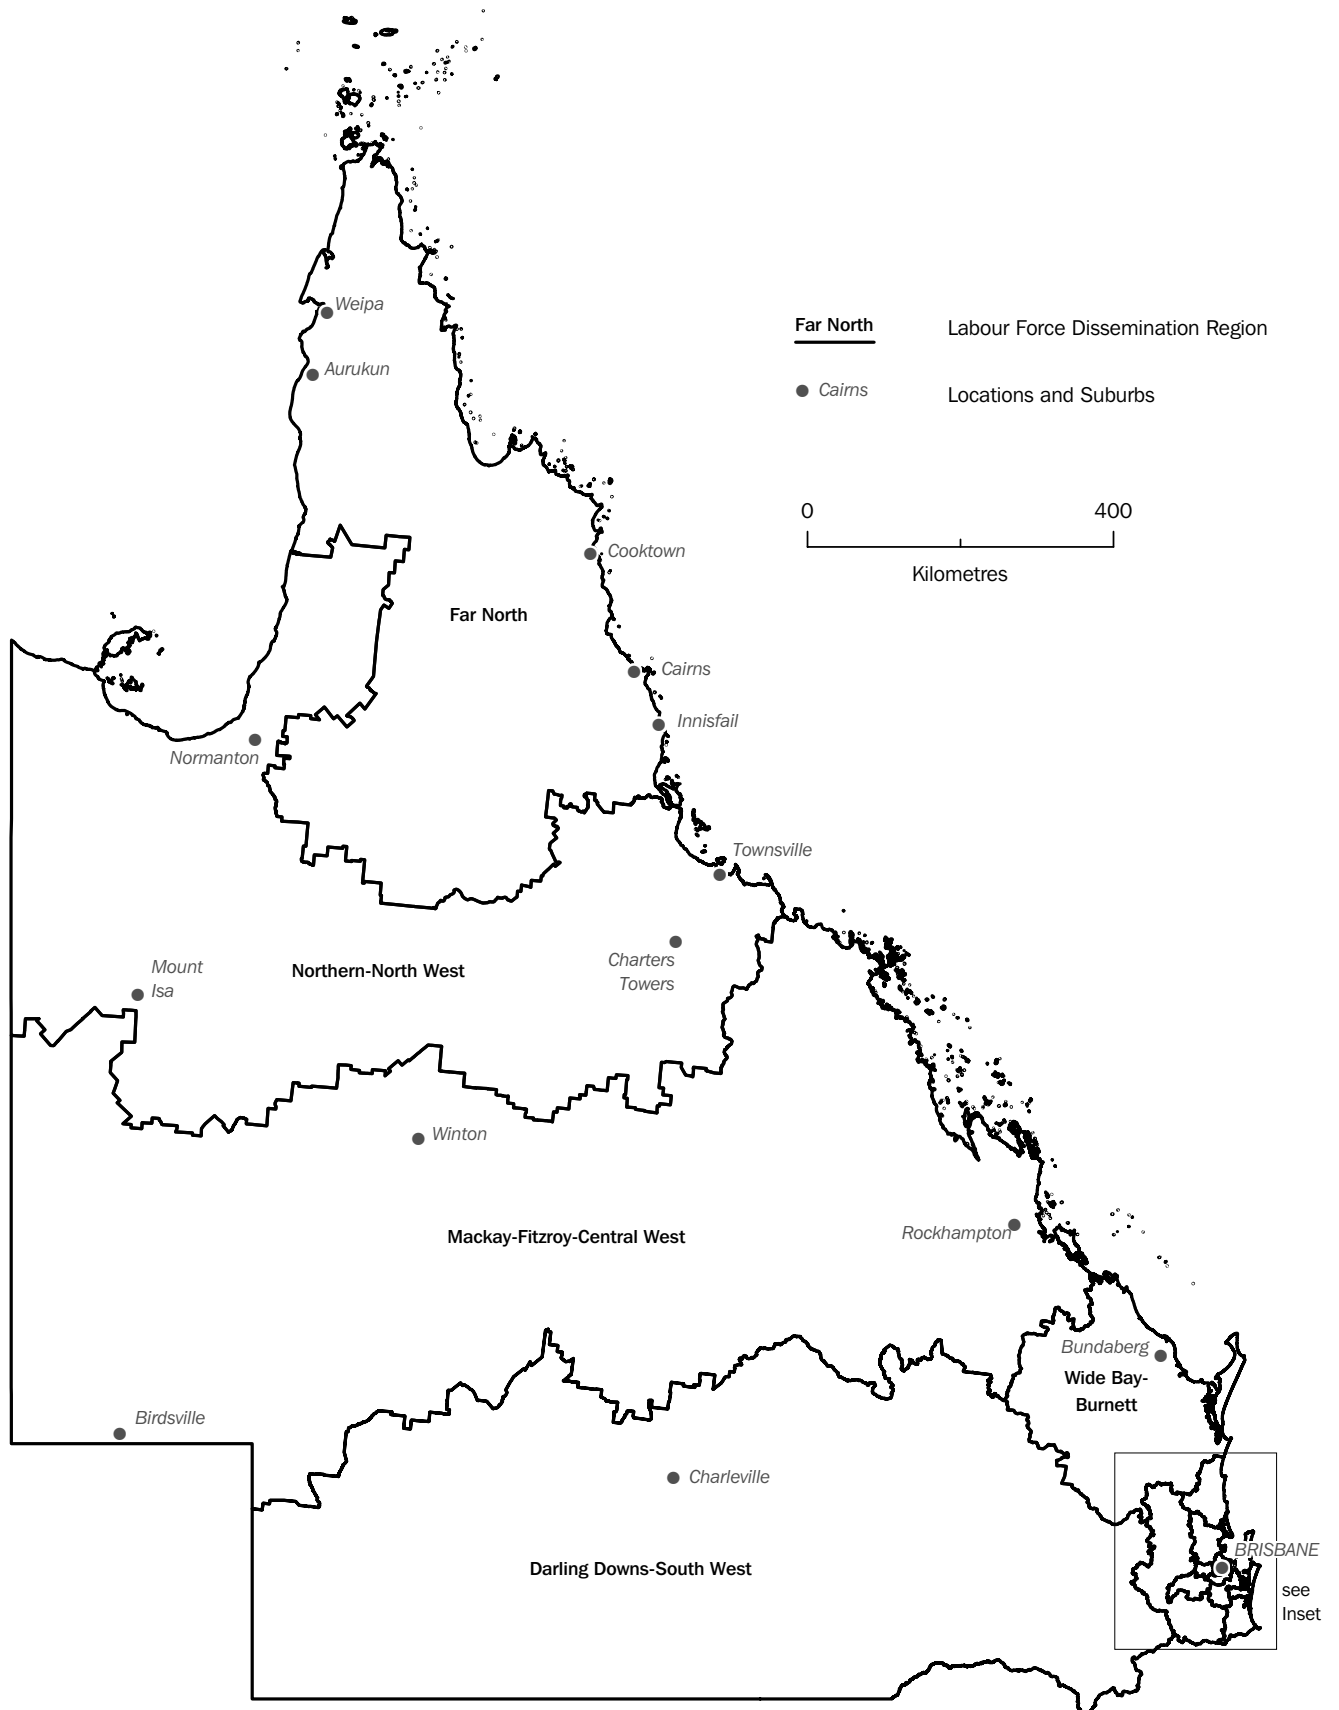 Weipa
Far North
Labour Force Dissemination Region
Aurukun
Cairns
Locations and Suburbs
0
400
Cooktown
Kilometres
Far North
Cairns
Innisfail
Normanton
Townsville
Charters
Towers
Mount
Isa
Northern-North West
Winton
Rockhampton
Mackay-Fitzroy-Central West
Bundaberg
Wide Bay-
Burnett
Birdsville
Charleville
BRISBANE
Darling Downs-South West
see
Inset